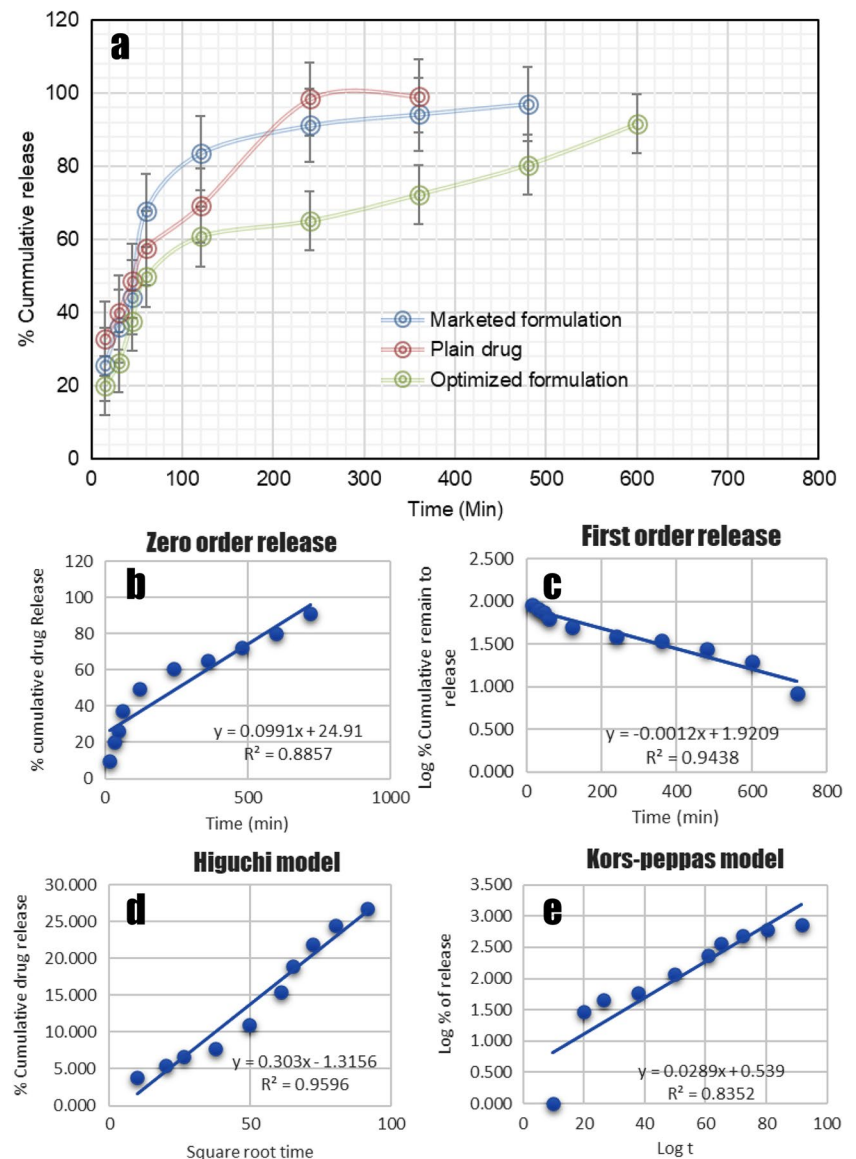 a
% Cummulative release
120
100
80
60
40
20
0
0 100 200 300 400 500 600 700 800
Time (Min)
Marketed formulation
Plain drug
Optimized formulation
Zero order release
b
% cumulative drug Release
120
100
80
60
40
20
0
0 500 1000
Time (min)
y = 0.0991x + 24.91
R² = 0.8857
First order release
c
Log % Cumulative remain to
release
2.500
2.000
1.500
1.000
0.500
0.000
0 200 400 600 800
Time (min)
y = -0.0012x + 1.9209
R² = 0.9438
Higuchi model
d
% Cumulative drug release
30.000
25.000
20.000
15.000
10.000
5.000
0.000
0 50 100
Square root time
y = 0.303x - 1.3156
R² = 0.9596
Kors-peppas model
e
Log % of release
3.500
3.000
2.500
2.000
1.500
1.000
0.500
0.000
0 20 40 60 80 100
Log t
y = 0.0289x + 0.539
R² = 0.8352